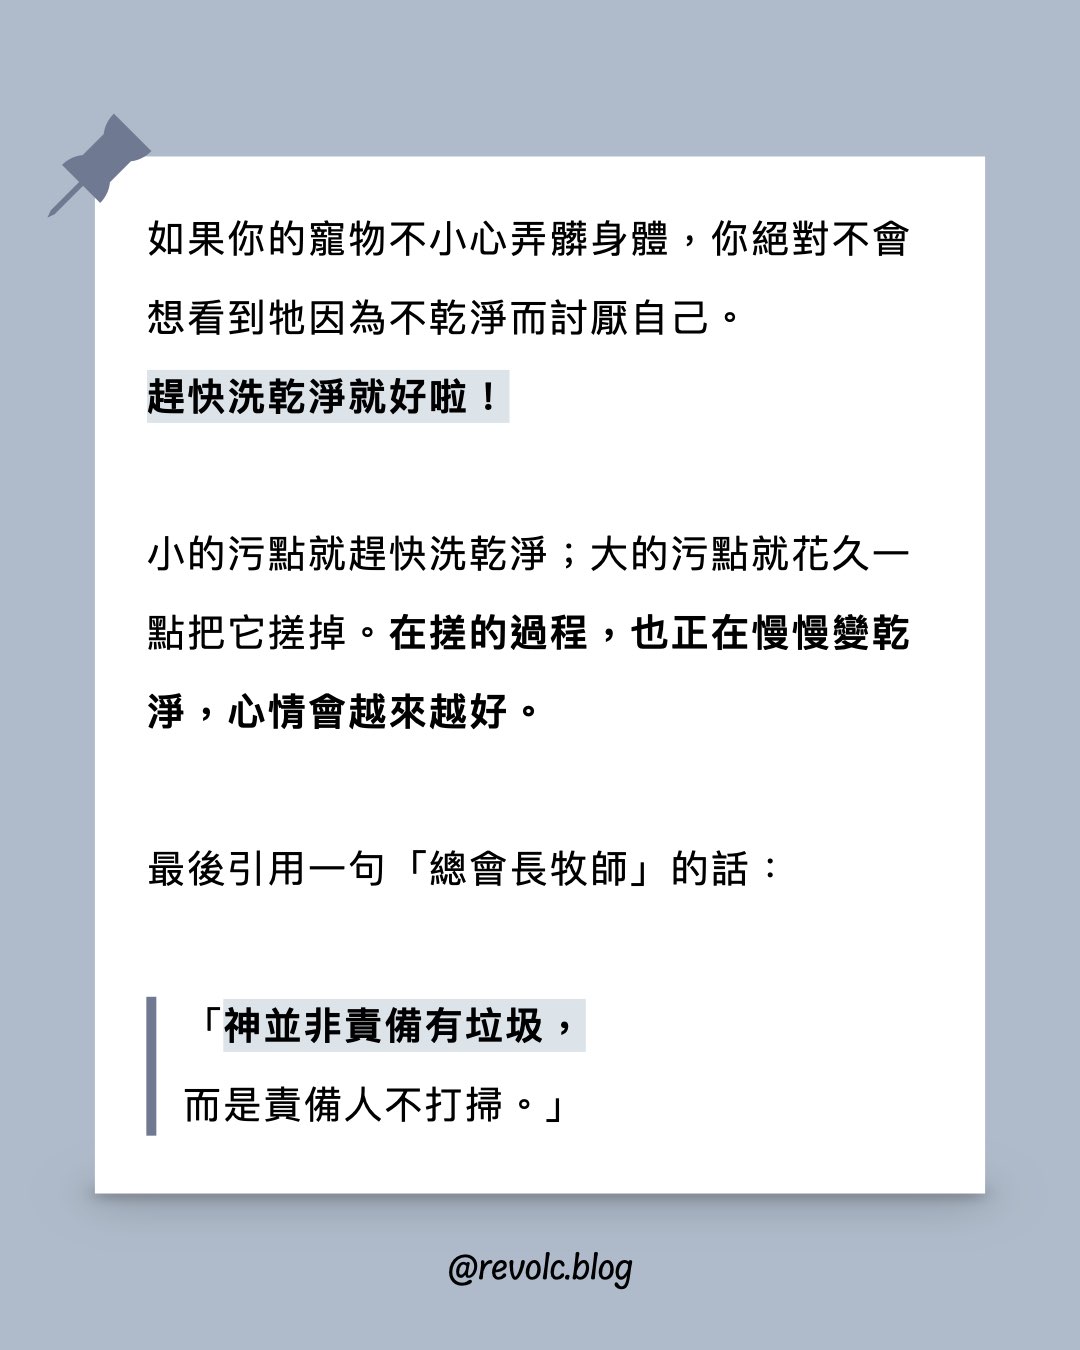 如果你的寵物不小心弄髒身體，你絕對不會
想看到牠因為不乾淨而討厭自己。
趕快洗乾淨就好啦！
小的污點就趕快洗乾淨；大的污點就花久一
點把它搓掉。在搓的過程，也正在慢慢變乾
淨，心情會越來越好。
最後引用一句「總會長牧師」的話：
「神並非責備有垃圾，
而是責備人不打掃。」
@revolc.blog